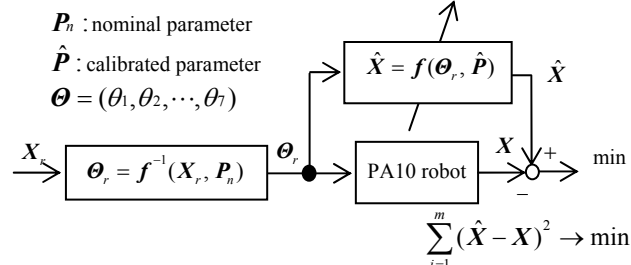 Pₙ : nominal parameter
P̂ : calibrated parameter
Θ = (θ₁, θ₂, ⋯, θ₇)
X̂ = f(Θᵣ, P̂)
X̂
Xᵣ
Θᵣ = f⁻¹(Xᵣ, Pₙ)
Θᵣ
PA10 robot
X
+
−
min
∑ᵢ₌₁ᵐ (X̂ − X)² → min